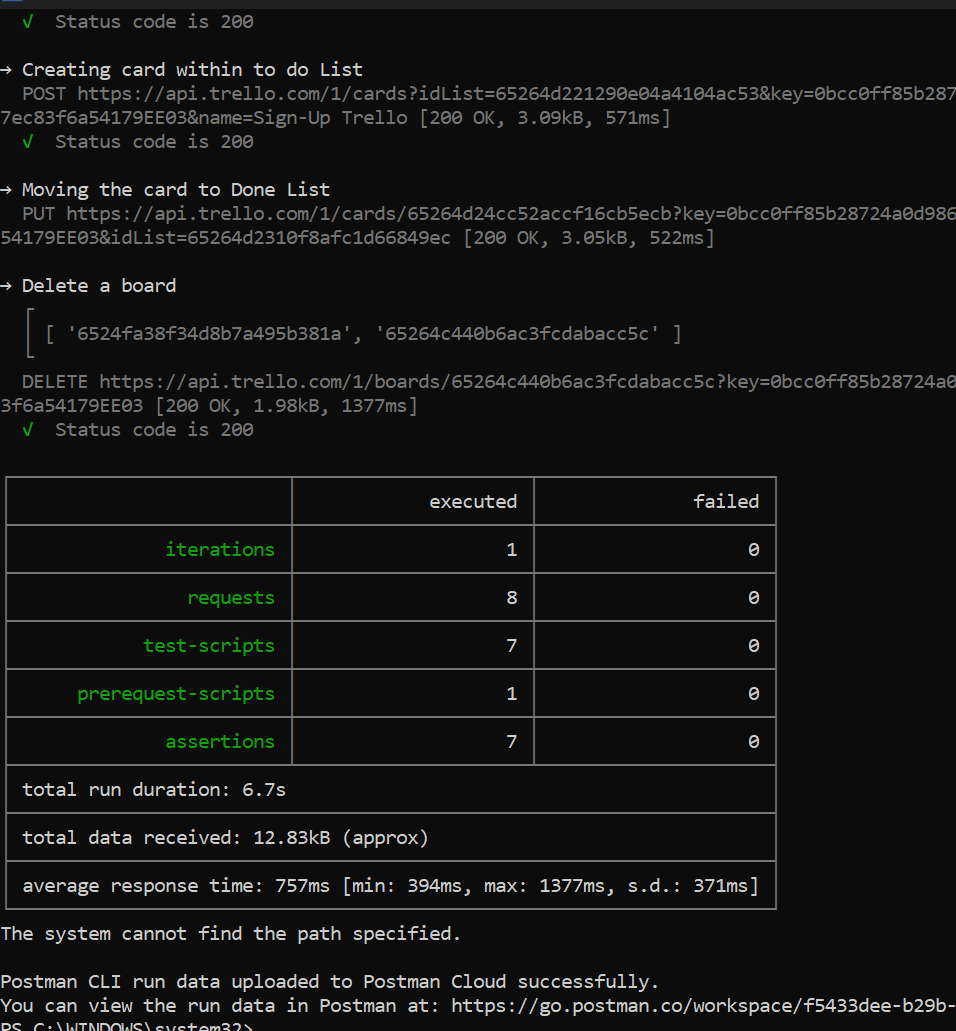 √ Status code is 200
→ Creating card within to do List
POST https://api.trello.com/1/cards?idList=65264d221290e04a4104ac53&key=0bcc0ff85b287
7ec83f6a54179EE03&name=Sign-Up Trello [200 OK, 3.09kB, 571ms]
√ Status code is 200
→ Moving the card to Done List
PUT https://api.trello.com/1/cards/65264d24cc52accf16cb5ecb?key=0bcc0ff85b28724a0d986
54179EE03&idList=65264d2310f8afc1d66849ec [200 OK, 3.05kB, 522ms]
→ Delete a board
[ '6524fa38f34d8b7a495b381a', '65264c440b6ac3fcdabacc5c' ]
DELETE https://api.trello.com/1/boards/65264c440b6ac3fcdabacc5c?key=0bcc0ff85b28724a0
3f6a54179EE03 [200 OK, 1.98kB, 1377ms]
√ Status code is 200
executed failed
iterations 1 0
requests 8 0
test-scripts 7 0
prerequest-scripts 1 0
assertions 7 0
total run duration: 6.7s
total data received: 12.83kB (approx)
average response time: 757ms [min: 394ms, max: 1377ms, s.d.: 371ms]
The system cannot find the path specified.
Postman CLI run data uploaded to Postman Cloud successfully.
You can view the run data in Postman at: https://go.postman.co/workspace/f5433dee-b29b-
PS C:\WINDOWS\system32>